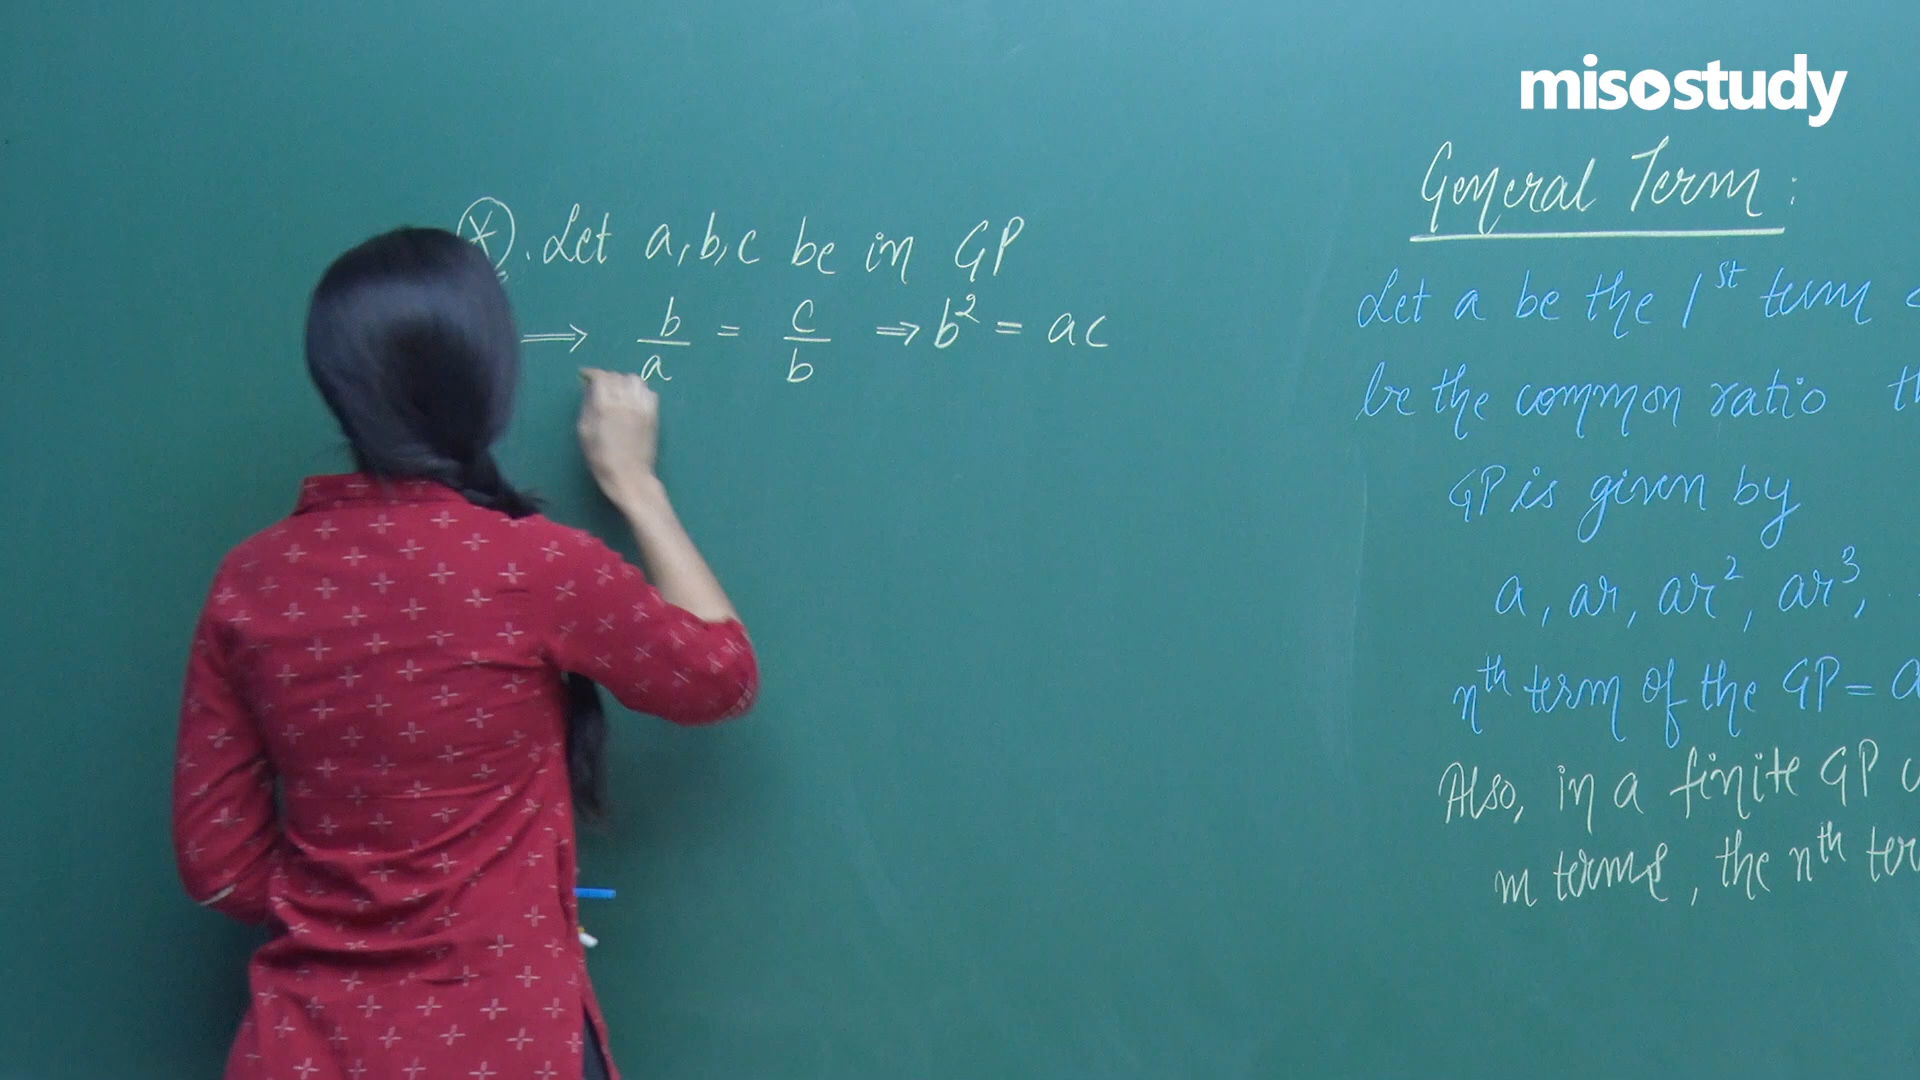 misostudy
(*). Let a, b, c be in GP
⟹ b/a = c/b ⇒ b² = ac
General Term :
Let a be the 1st term
be the common ratio
GP is given by
a, ar, ar², ar³,
nth term of the GP = a
Also, in a finite GP
m terms, the nth